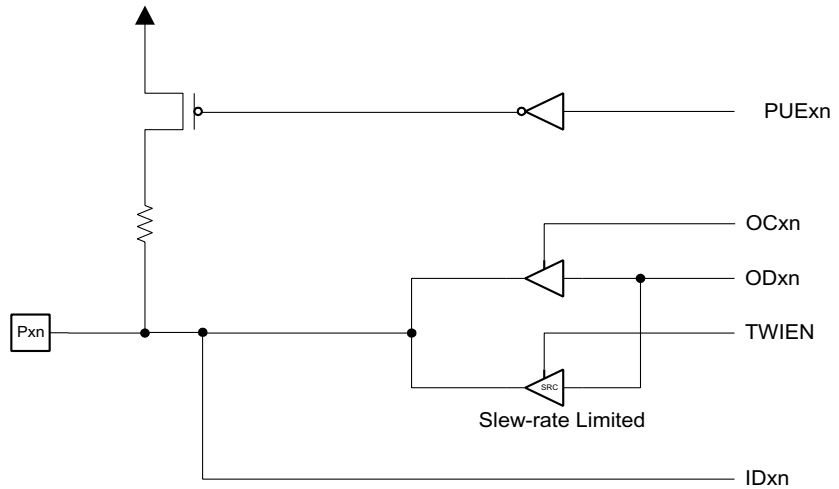 PUExn
OCxn
ODxn
Pxn
TWIEN
SRC
Slew-rate Limited
IDxn